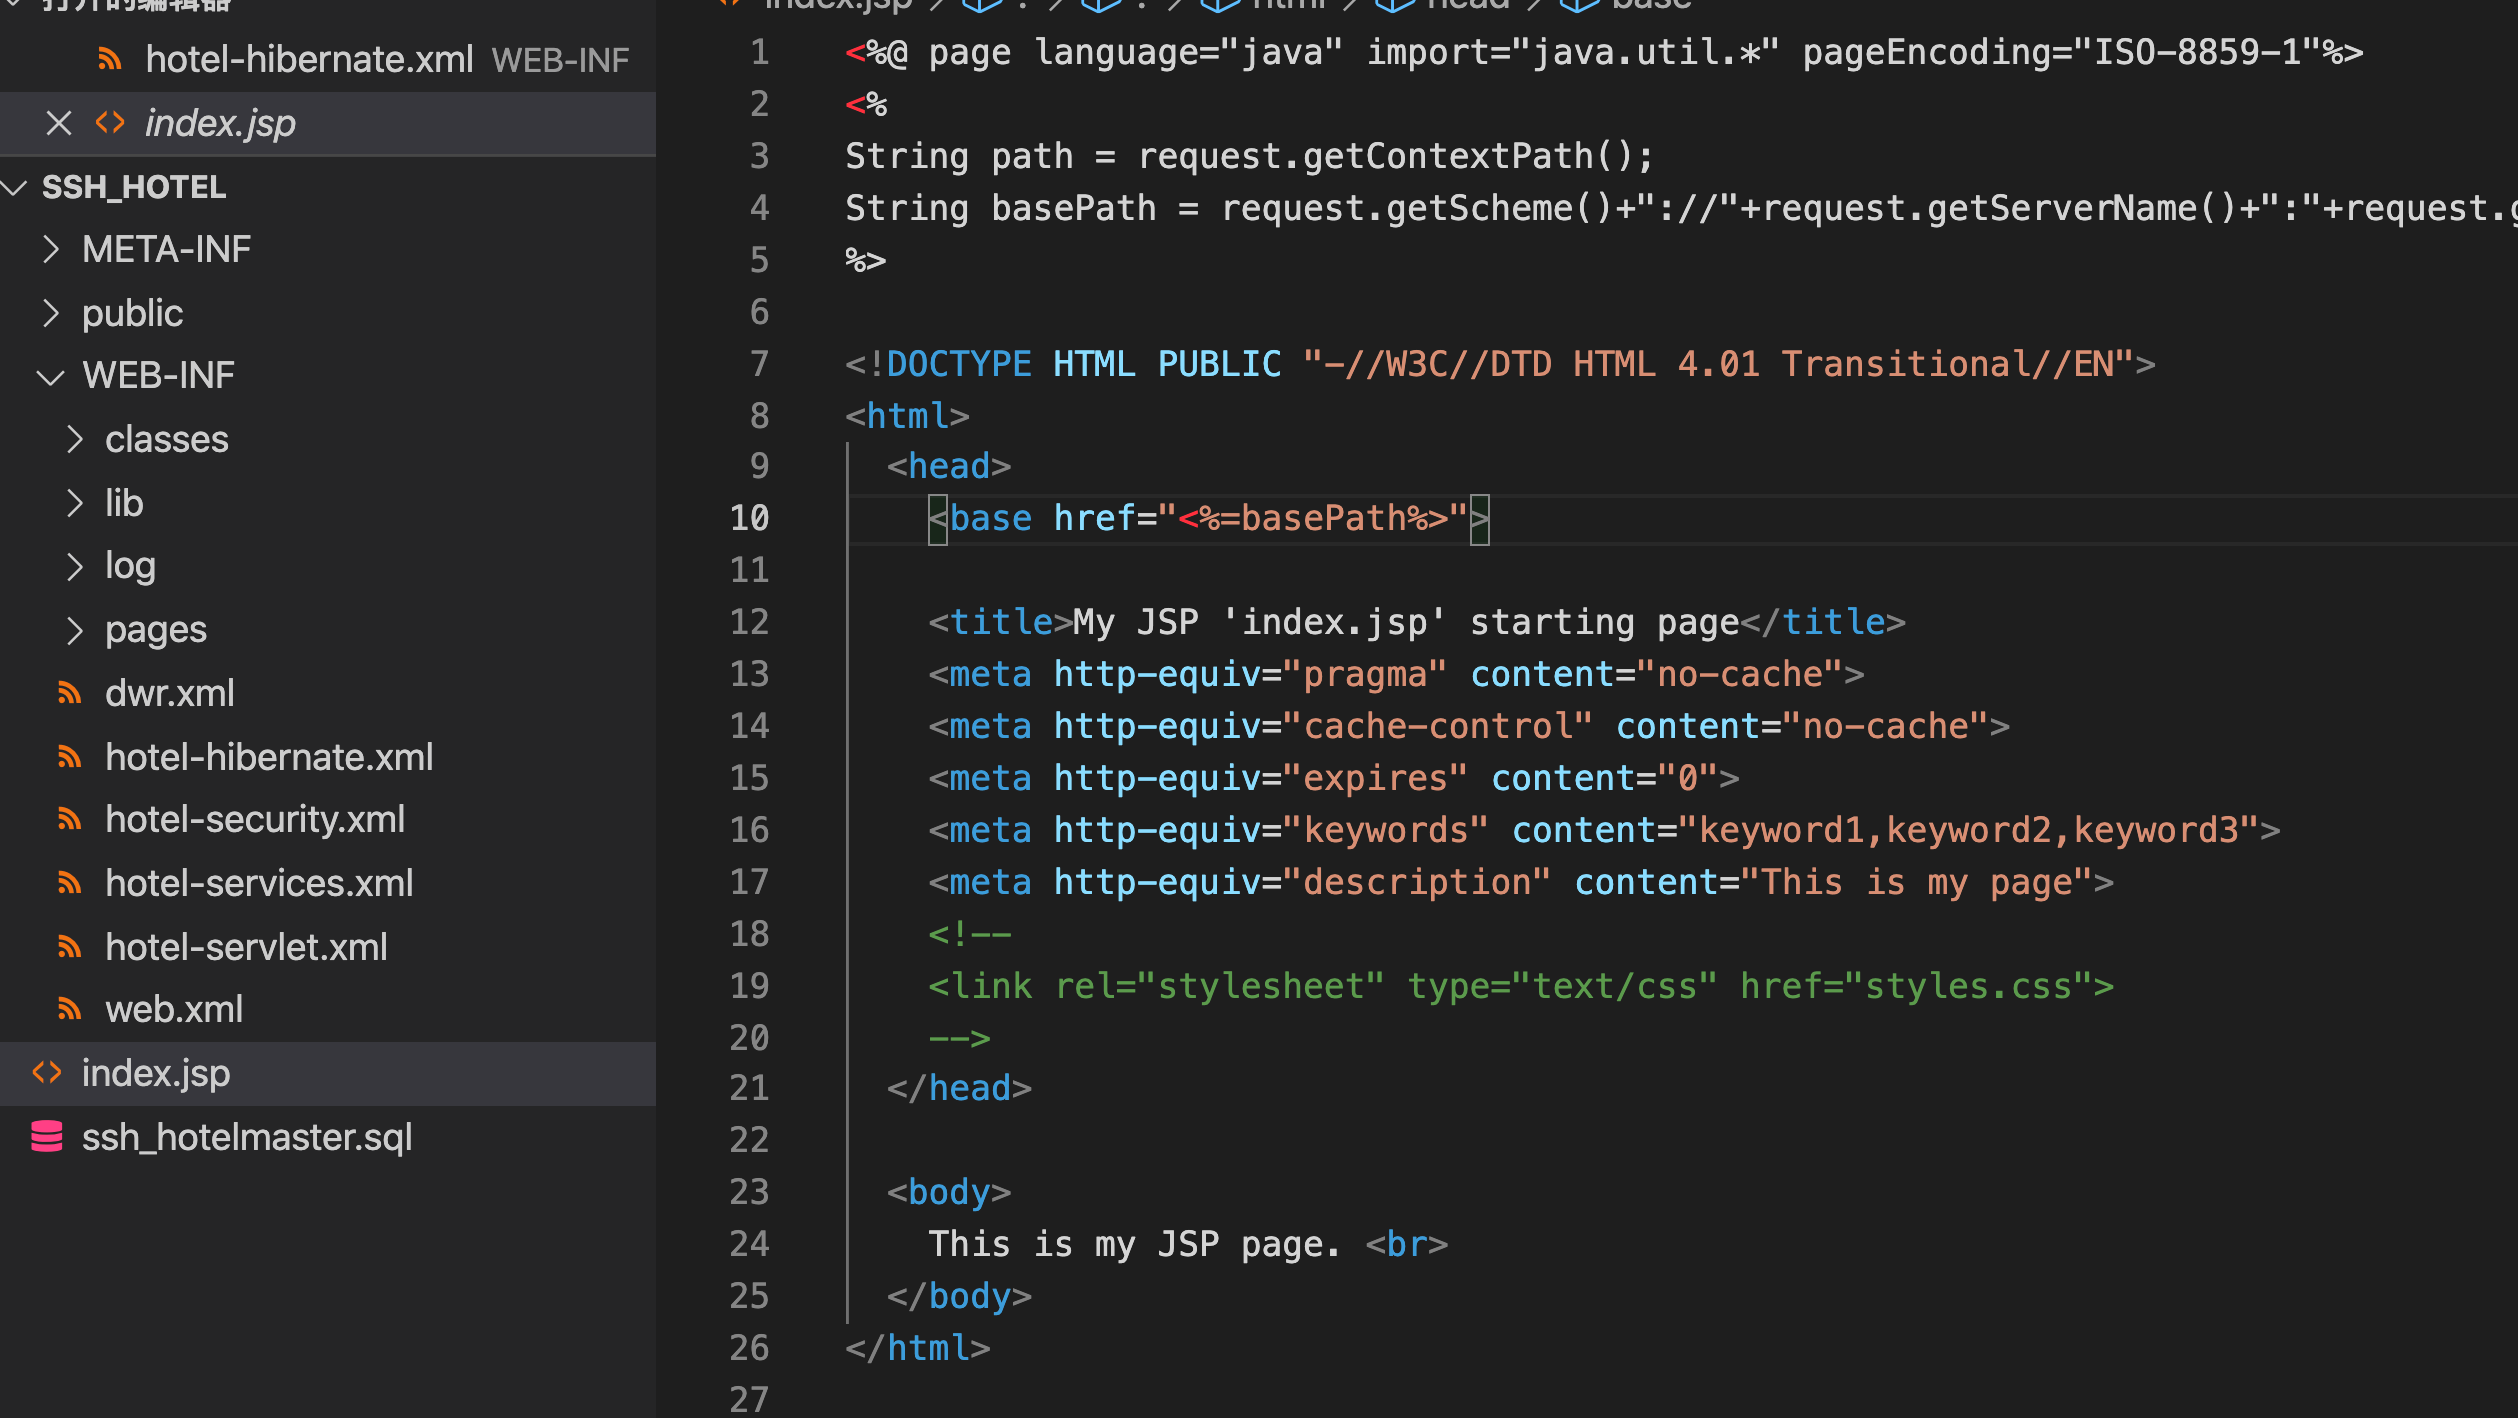 打开的编辑器
hotel-hibernate.xml WEB-INF
index.jsp
SSH_HOTEL
META-INF
public
WEB-INF
classes
lib
log
pages
dwr.xml
hotel-hibernate.xml
hotel-security.xml
hotel-services.xml
hotel-servlet.xml
web.xml
index.jsp
ssh_hotelmaster.sql
index.jsp > ? > ? > html > head > base
1 <%@ page language="java" import="java.util.*" pageEncoding="ISO-8859-1"%>
2 <%
3 String path = request.getContextPath();
4 String basePath = request.getScheme()+"://"+request.getServerName()+":"+request.g
5 %>
6
7 <!DOCTYPE HTML PUBLIC "-//W3C//DTD HTML 4.01 Transitional//EN">
8 <html>
9 <head>
10 <base href="<%=basePath%>">
11
12 <title>My JSP 'index.jsp' starting page</title>
13 <meta http-equiv="pragma" content="no-cache">
14 <meta http-equiv="cache-control" content="no-cache">
15 <meta http-equiv="expires" content="0">
16 <meta http-equiv="keywords" content="keyword1,keyword2,keyword3">
17 <meta http-equiv="description" content="This is my page">
18 <!--
19 <link rel="stylesheet" type="text/css" href="styles.css">
20 -->
21 </head>
22
23 <body>
24 This is my JSP page. <br>
25 </body>
26 </html>
27